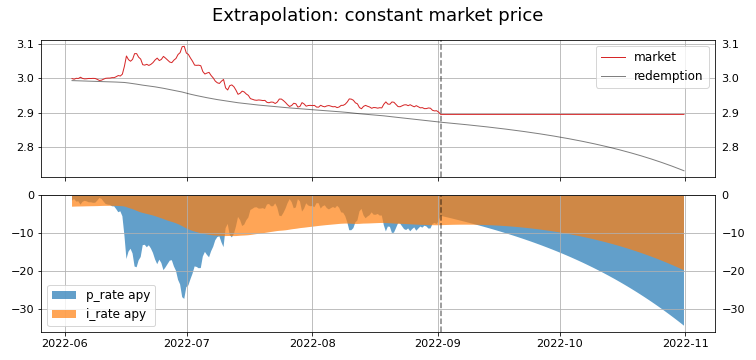 Extrapolation: constant market price
3.1 3.1
market
3.0 redemption 3.0
2.9 2.9
2.8 2.8
0 0
−10 −10
−20 −20
p_rate apy
−30 i_rate apy −30
2022-06 2022-07 2022-08 2022-09 2022-10 2022-11